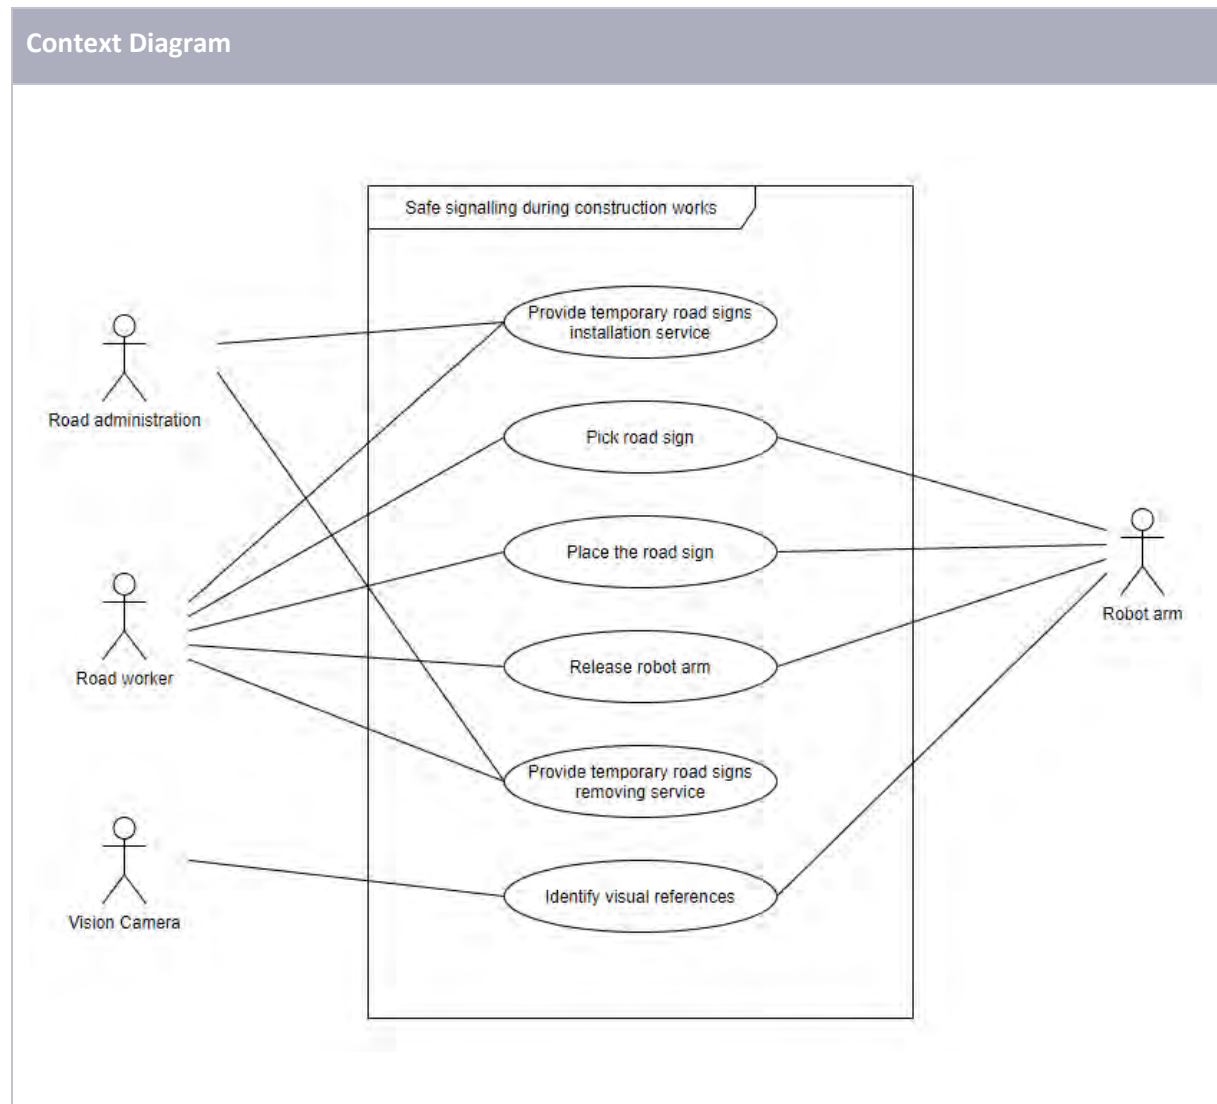 Context Diagram
Safe signalling during construction works
Provide temporary road signs
installation service
Road administration
Pick road sign
Place the road sign
Robot arm
Release robot arm
Road worker
Provide temporary road signs
removing service
Identify visual references
Vision Camera